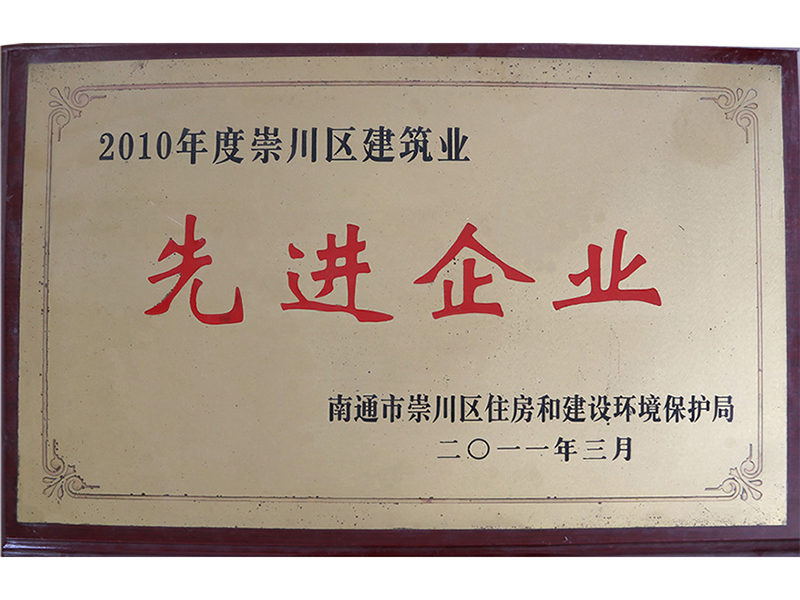 2010年度崇川区建筑业
先进企业
南通市崇川区住房和建设环境保护局
二〇一一年三月